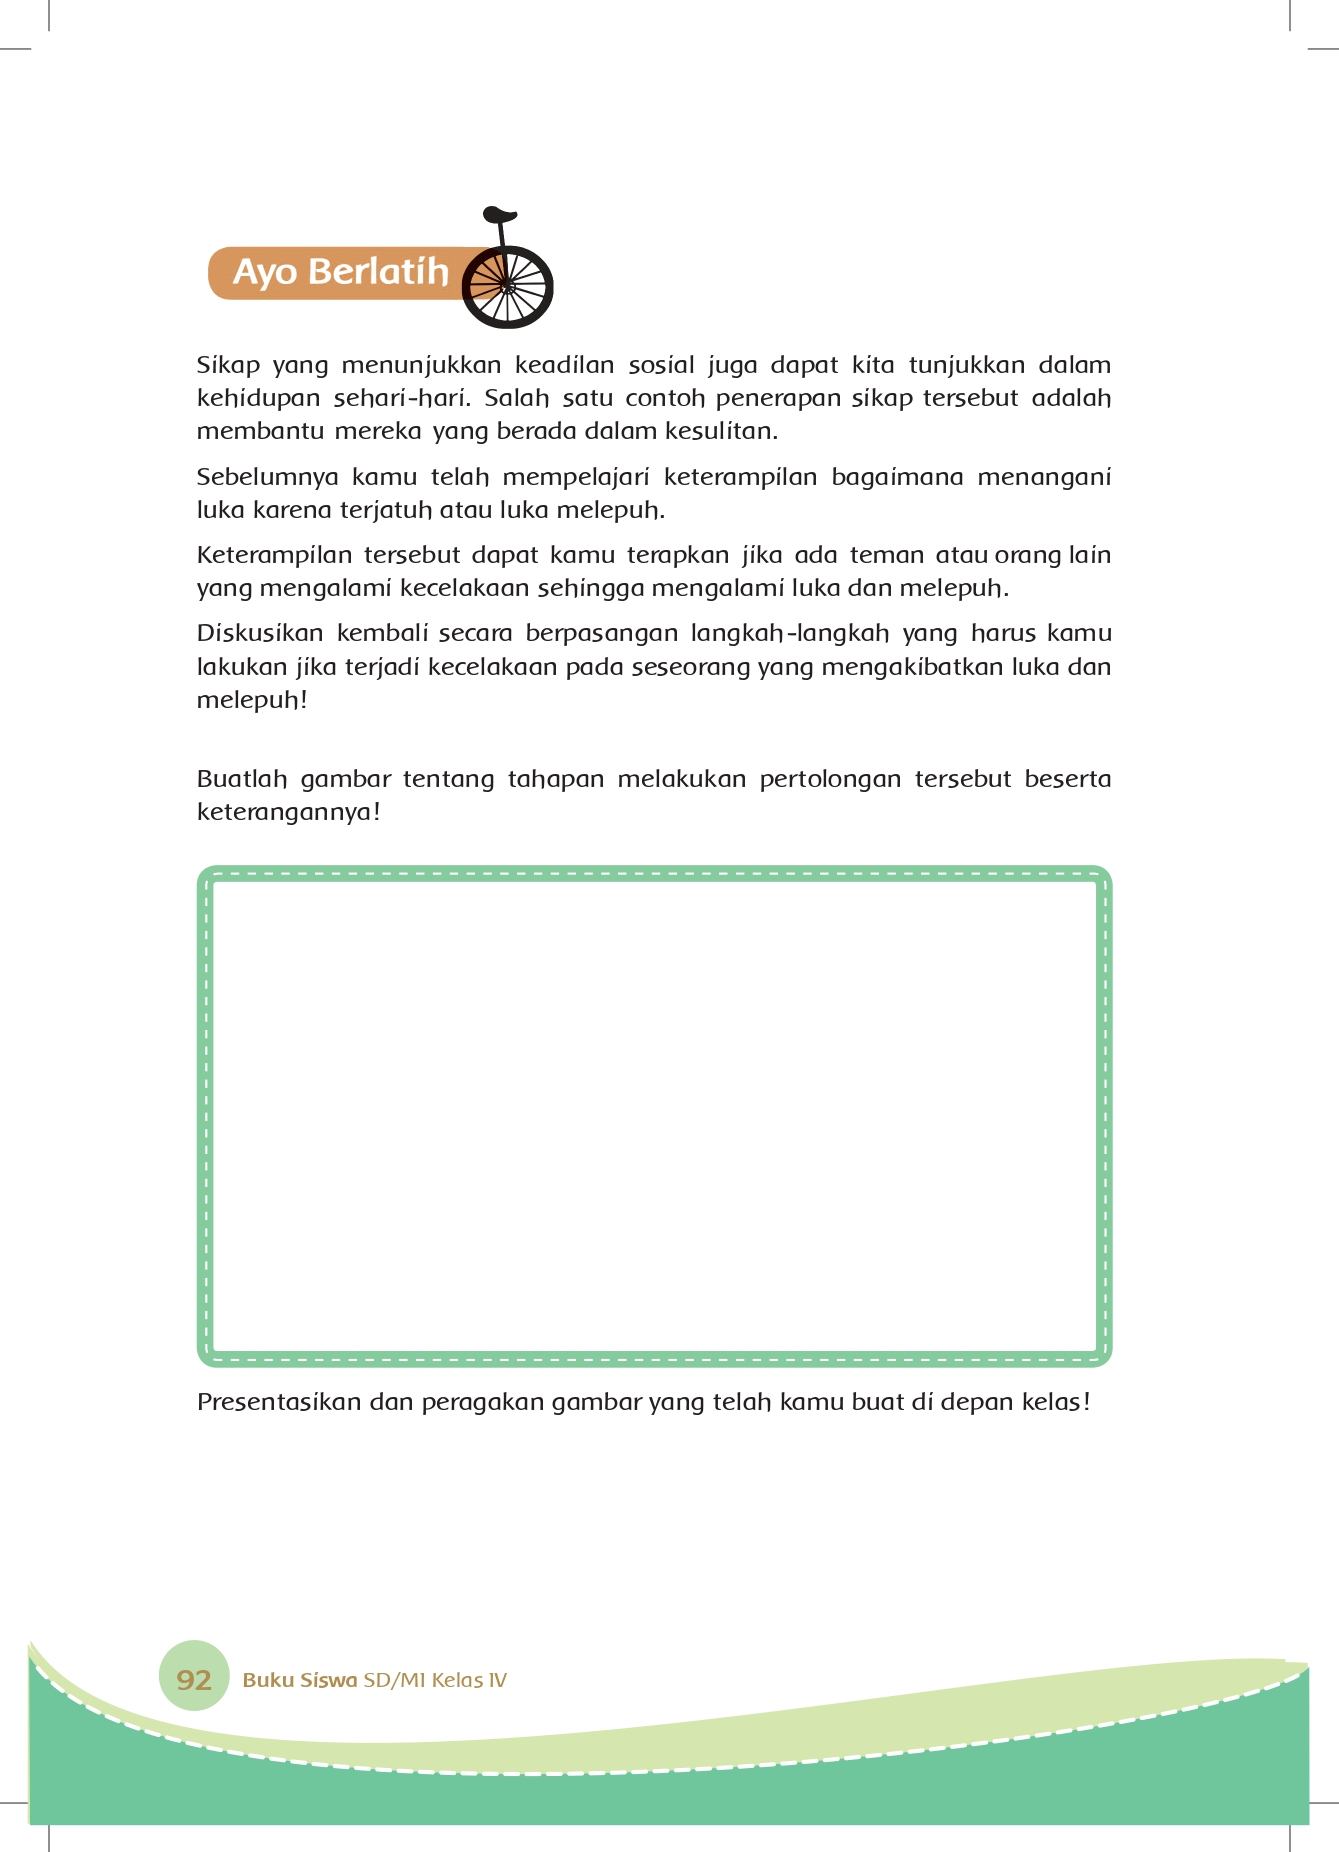 Ayo Berlatih
Sikap yang menunjukkan keadilan sosial juga dapat kita tunjukkan dalam
kehidupan sehari-hari. Salah satu contoh penerapan sikap tersebut adalah
membantu mereka yang berada dalam kesulitan.
Sebelumnya kamu telah mempelajari keterampilan bagaimana menangani
luka karena terjatuh atau luka melepuh.
Keterampilan tersebut dapat kamu terapkan jika ada teman atau orang lain
yang mengalami kecelakaan sehingga mengalami luka dan melepuh.
Diskusikan kembali secara berpasangan langkah-langkah yang harus kamu
lakukan jika terjadi kecelakaan pada seseorang yang mengakibatkan luka dan
melepuh!
Buatlah gambar tentang tahapan melakukan pertolongan tersebut beserta
keterangannya!
Presentasikan dan peragakan gambar yang telah kamu buat di depan kelas!
92 Buku Siswa SD/MI Kelas IV